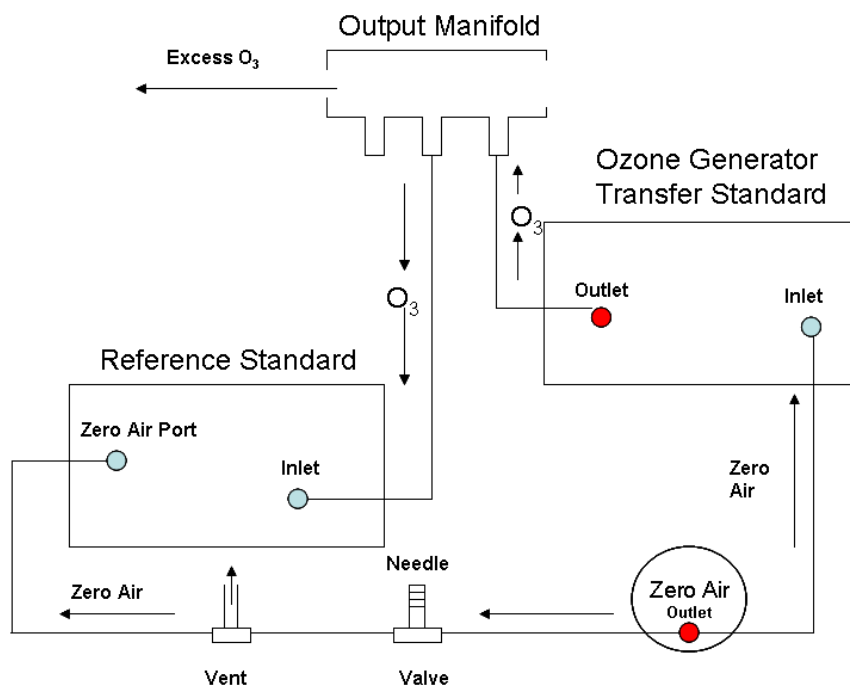 Output Manifold
Excess O₃
Ozone Generator
Transfer Standard
O₃
Outlet
Inlet
O₃
Reference Standard
Zero Air Port
Inlet
Zero
Air
Needle
Zero Air
Zero Air
Outlet
Vent
Valve